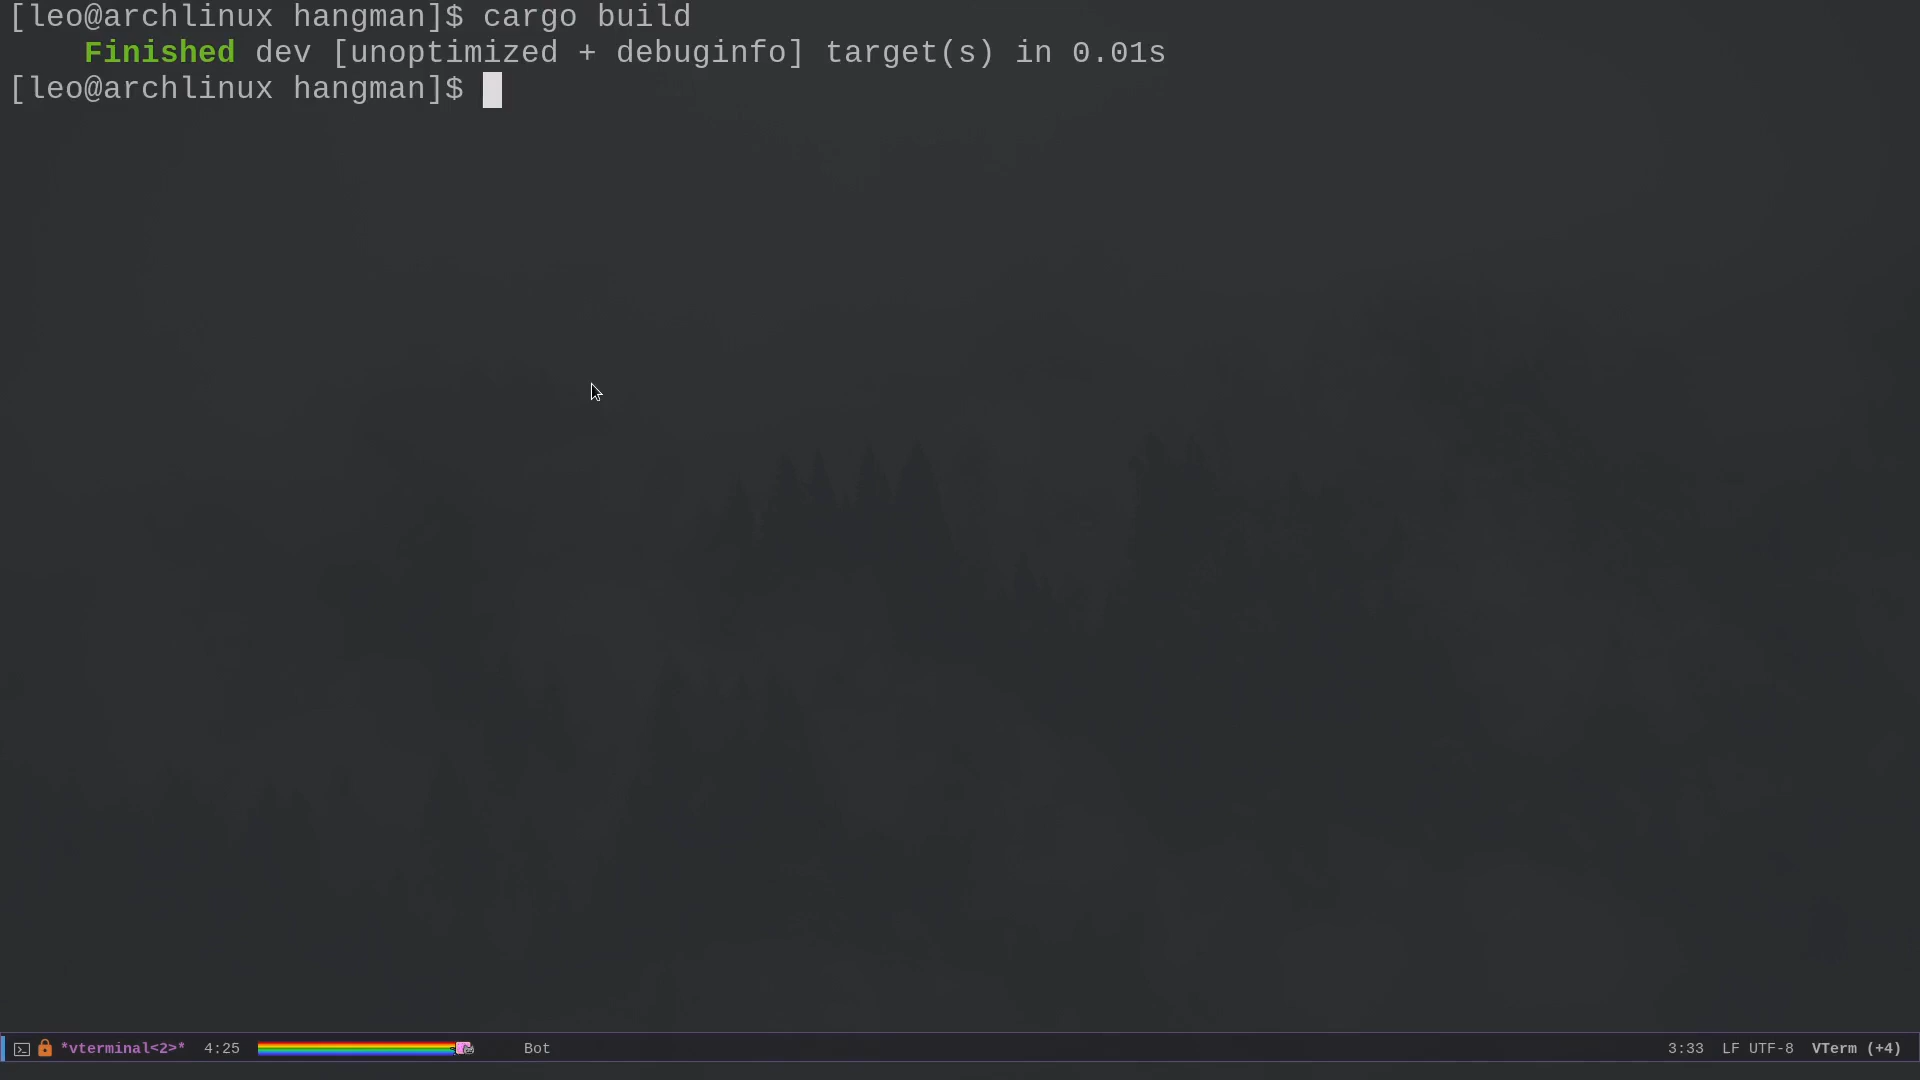 [leo@archlinux hangman]$ cargo build
    Finished dev [unoptimized + debuginfo] target(s) in 0.01s
[leo@archlinux hangman]$
*vterminal<2>* 4:25 Bot 3:33 LF UTF-8 VTerm (+4)